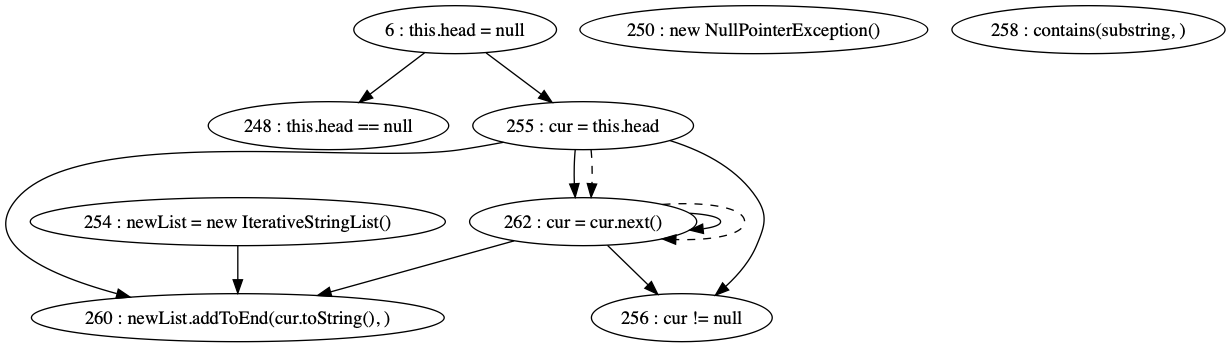 6 : this.head = null
250 : new NullPointerException()
258 : contains(substring, )
248 : this.head == null
255 : cur = this.head
254 : newList = new IterativeStringList()
262 : cur = cur.next()
260 : newList.addToEnd(cur.toString(), )
256 : cur != null